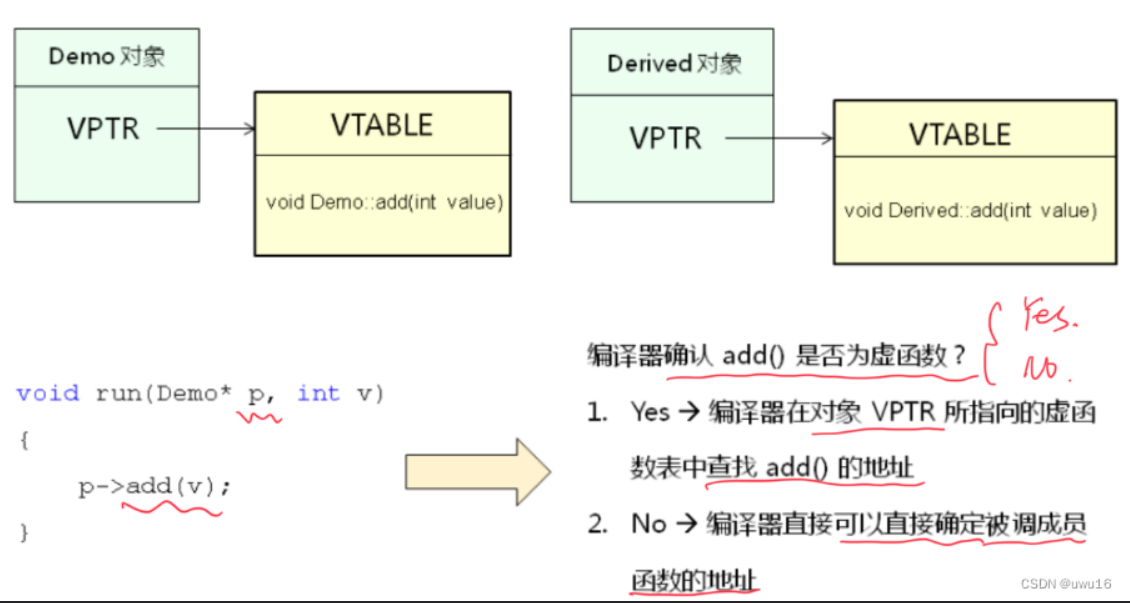 Demo 对象
VPTR
VTABLE
void Demo::add(int value)
Derived 对象
VPTR
VTABLE
void Derived::add(int value)
void run(Demo* p, int v)
{
p->add(v);
}
编译器确认 add() 是否为虚函数?
Yes.
No.
1. Yes → 编译器在对象 VPTR 所指向的虚函
数表中查找 add() 的地址
2. No → 编译器直接可以直接确定被调成员
函数的地址
CSDN @uwu16